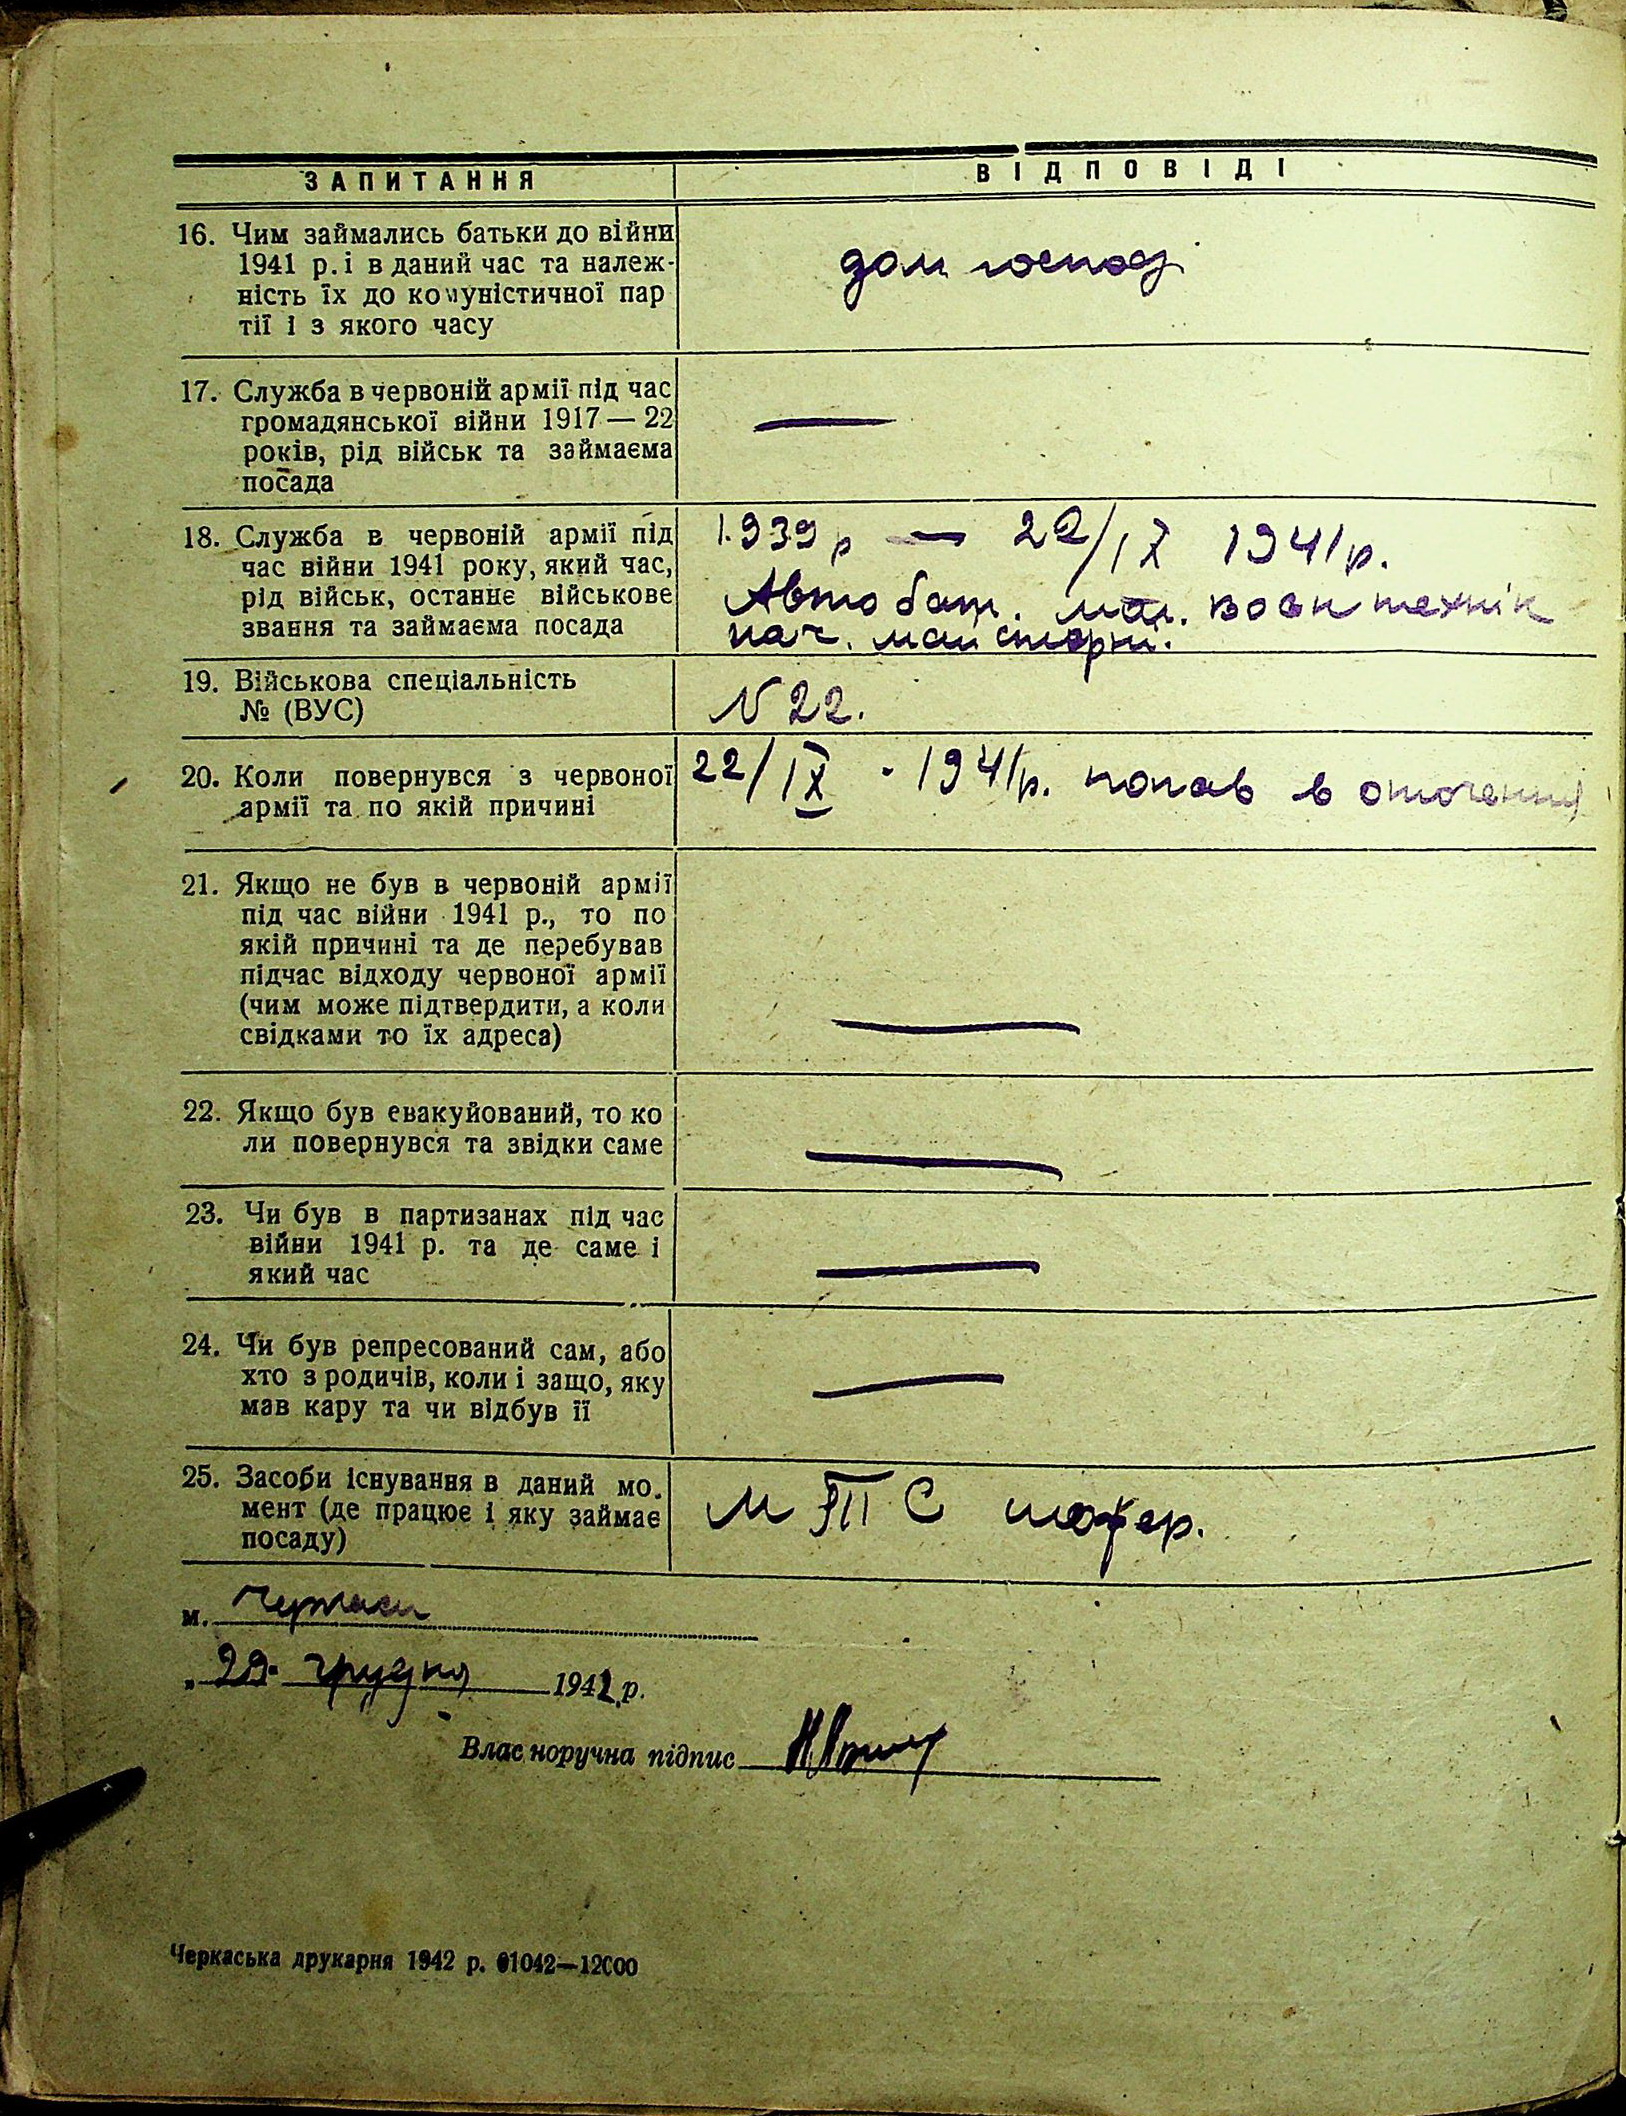 ЗАПИТАННЯ
ВІДПОВІДІ
16. Чим займались батьки до війни
1941 р. і в даний час та належ-
ність їх до комуністичної пар
тії і з якого часу
дом господ.
17. Служба в червоній армії під час
громадянської війни 1917 — 22
років, рід військ та займаєма
посада
—
18. Служба в червоній армії під
час війни 1941 року, який час,
рід військ, останнє військове
звання та займаєма посада
1939 р — 22/IX 1941 р.
Авто бат. мол. воєн технік
нач. майстерні.
19. Військова спеціальність
№ (ВУС)
N 22.
20. Коли повернувся з червоної
армії та по якій причині
22/IX - 1941 р. попав в оточення
21. Якщо не був в червоній армії
під час війни 1941 р., то по
якій причині та де перебував
підчас відходу червоної армії
(чим може підтвердити, а коли
свідками то їх адреса)
—
22. Якщо був евакуйований, то ко
ли повернувся та звідки саме
—
23. Чи був в партизанах під час
війни 1941 р. та де саме і
який час
—
24. Чи був репресований сам, або
хто з родичів, коли і защо, яку
мав кару та чи відбув її
—
25. Засоби існування в даний мо.
мент (де працює і яку займає
посаду)
МТС шофер.
м. Черкаси
„ 29. грудня 1942 р.
Власноручна підпис
Черкаська друкарня 1942 р. 01042—12000